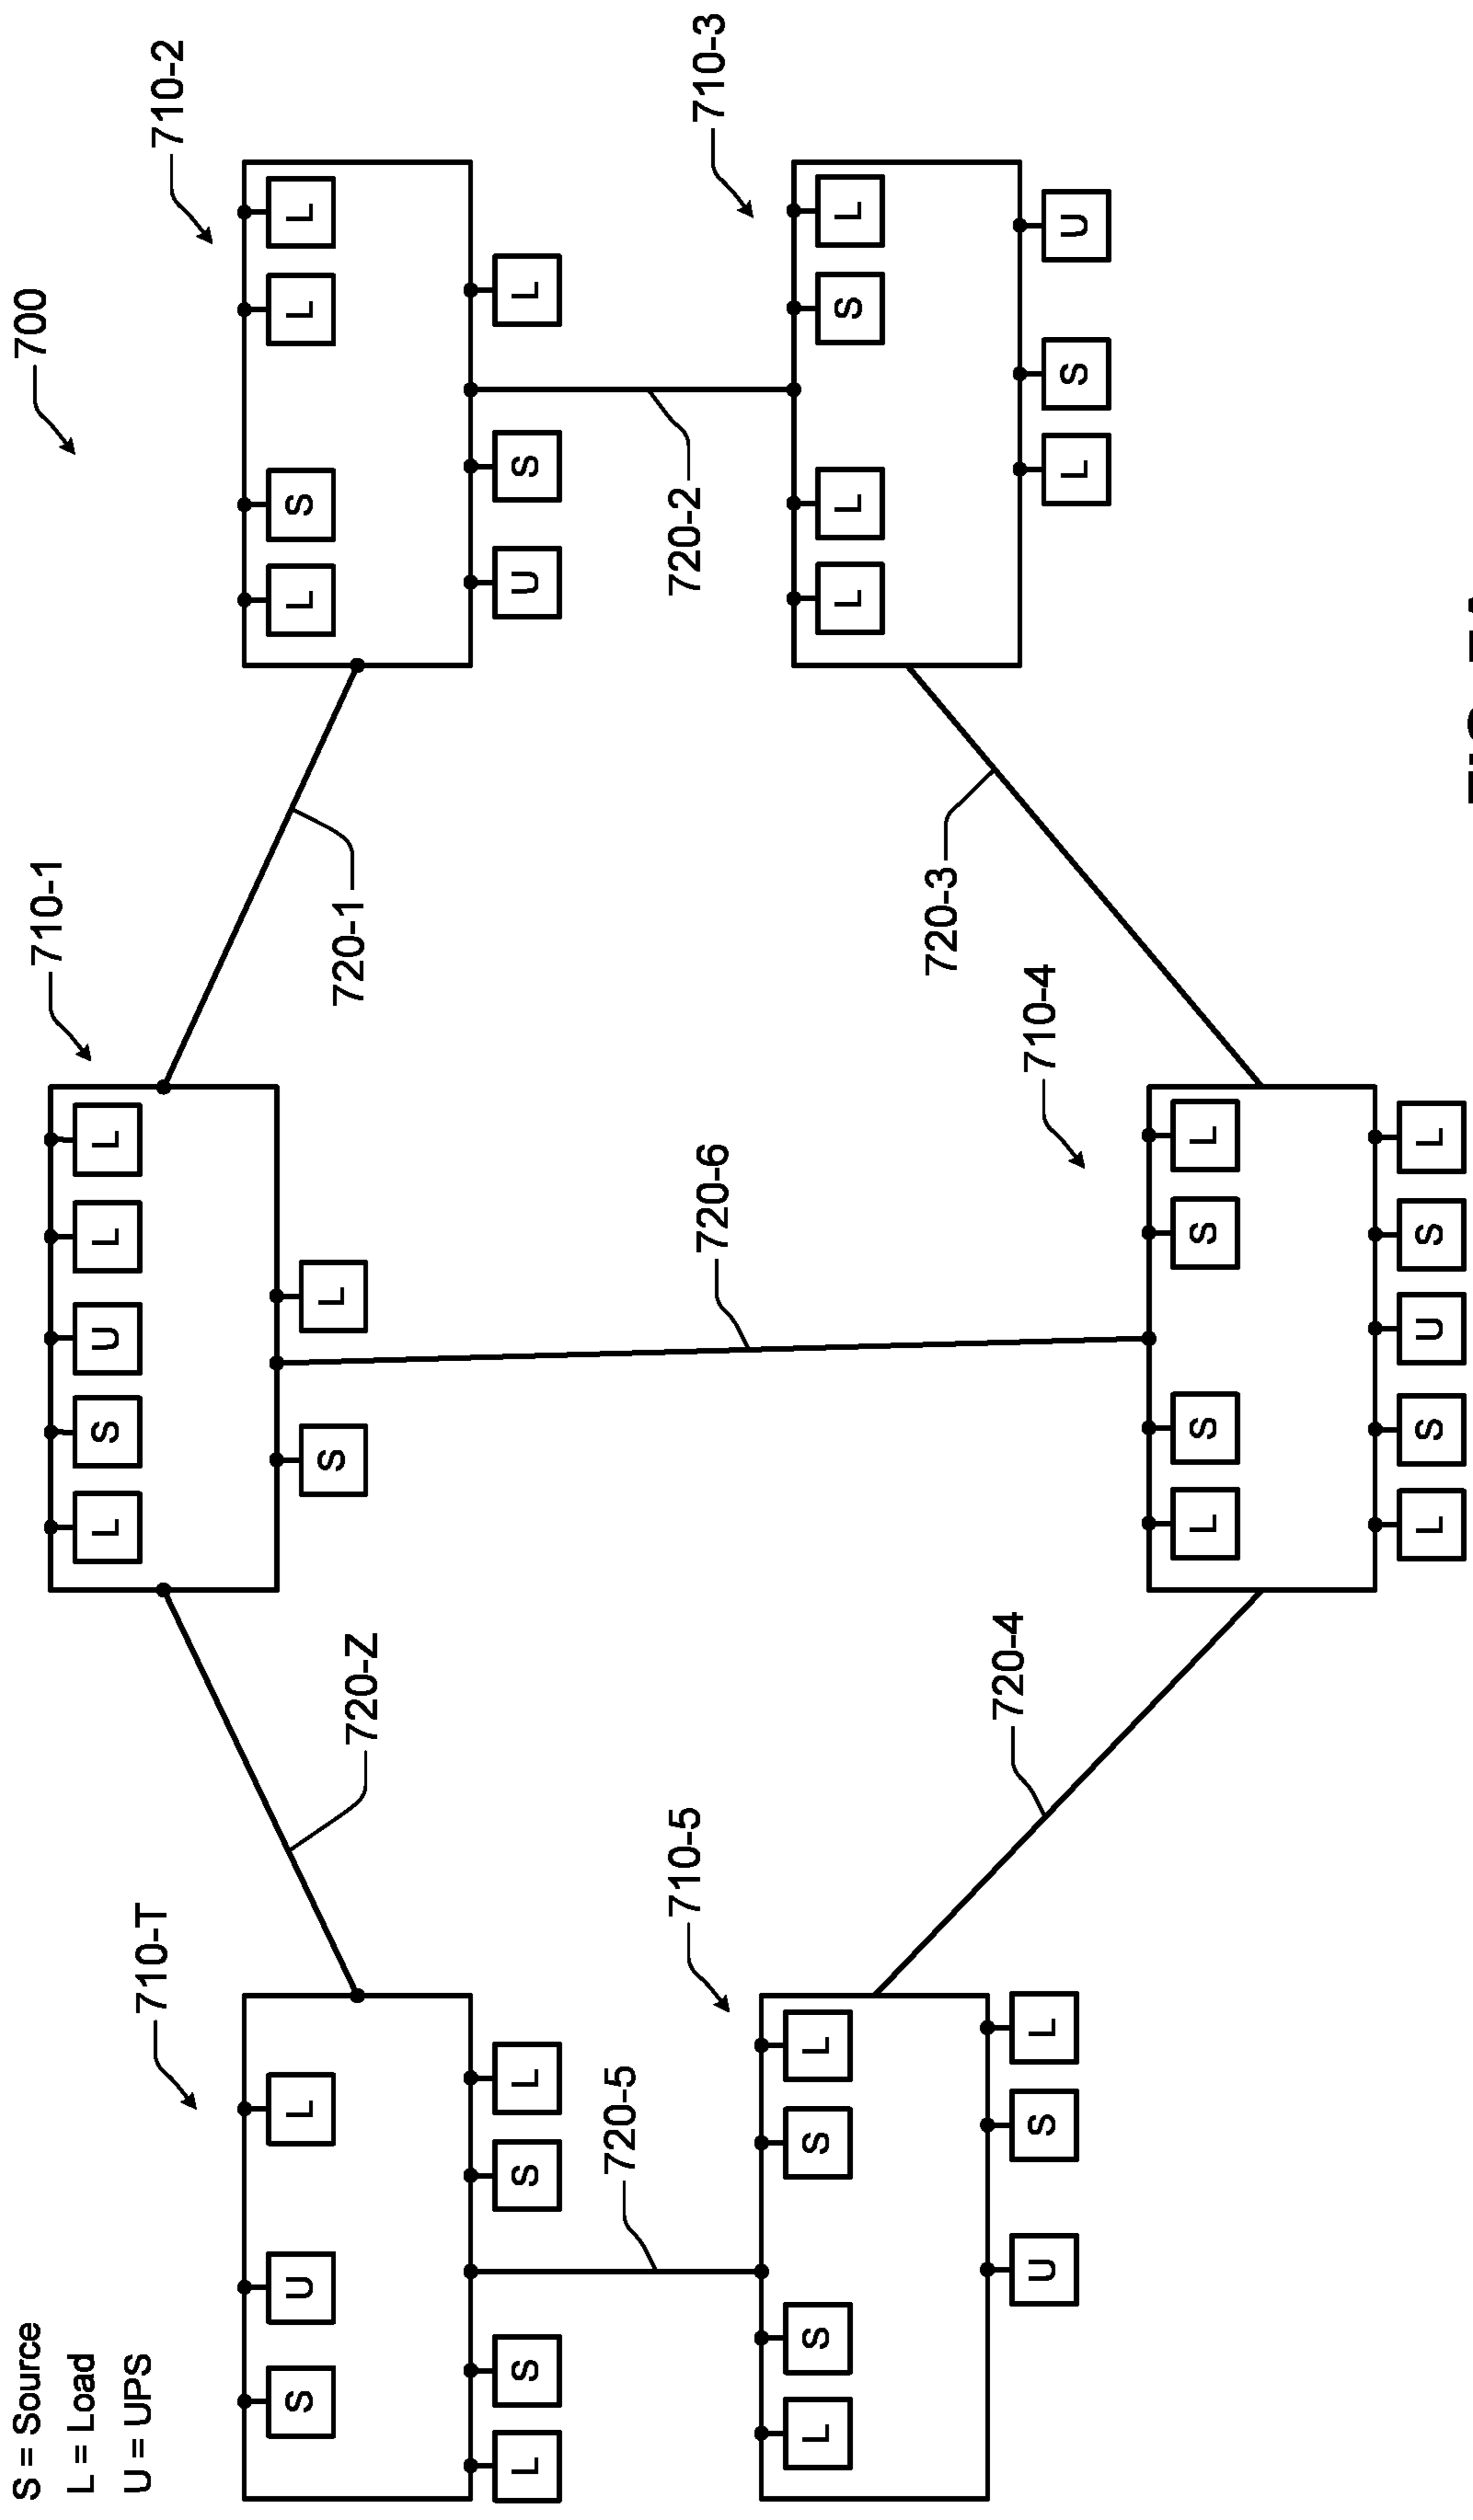 S = Source
L = Load
U = UPS
700
710-T
S
U
L
L
S
S
L
720-Z
710-1
L
S
U
L
L
S
L
720-1
710-2
L
S
L
L
U
S
L
720-5
720-6
720-2
710-5
L
S
S
L
U
S
L
720-4
710-4
L
S
S
L
L
S
U
S
L
720-3
710-3
L
L
S
L
L
S
U